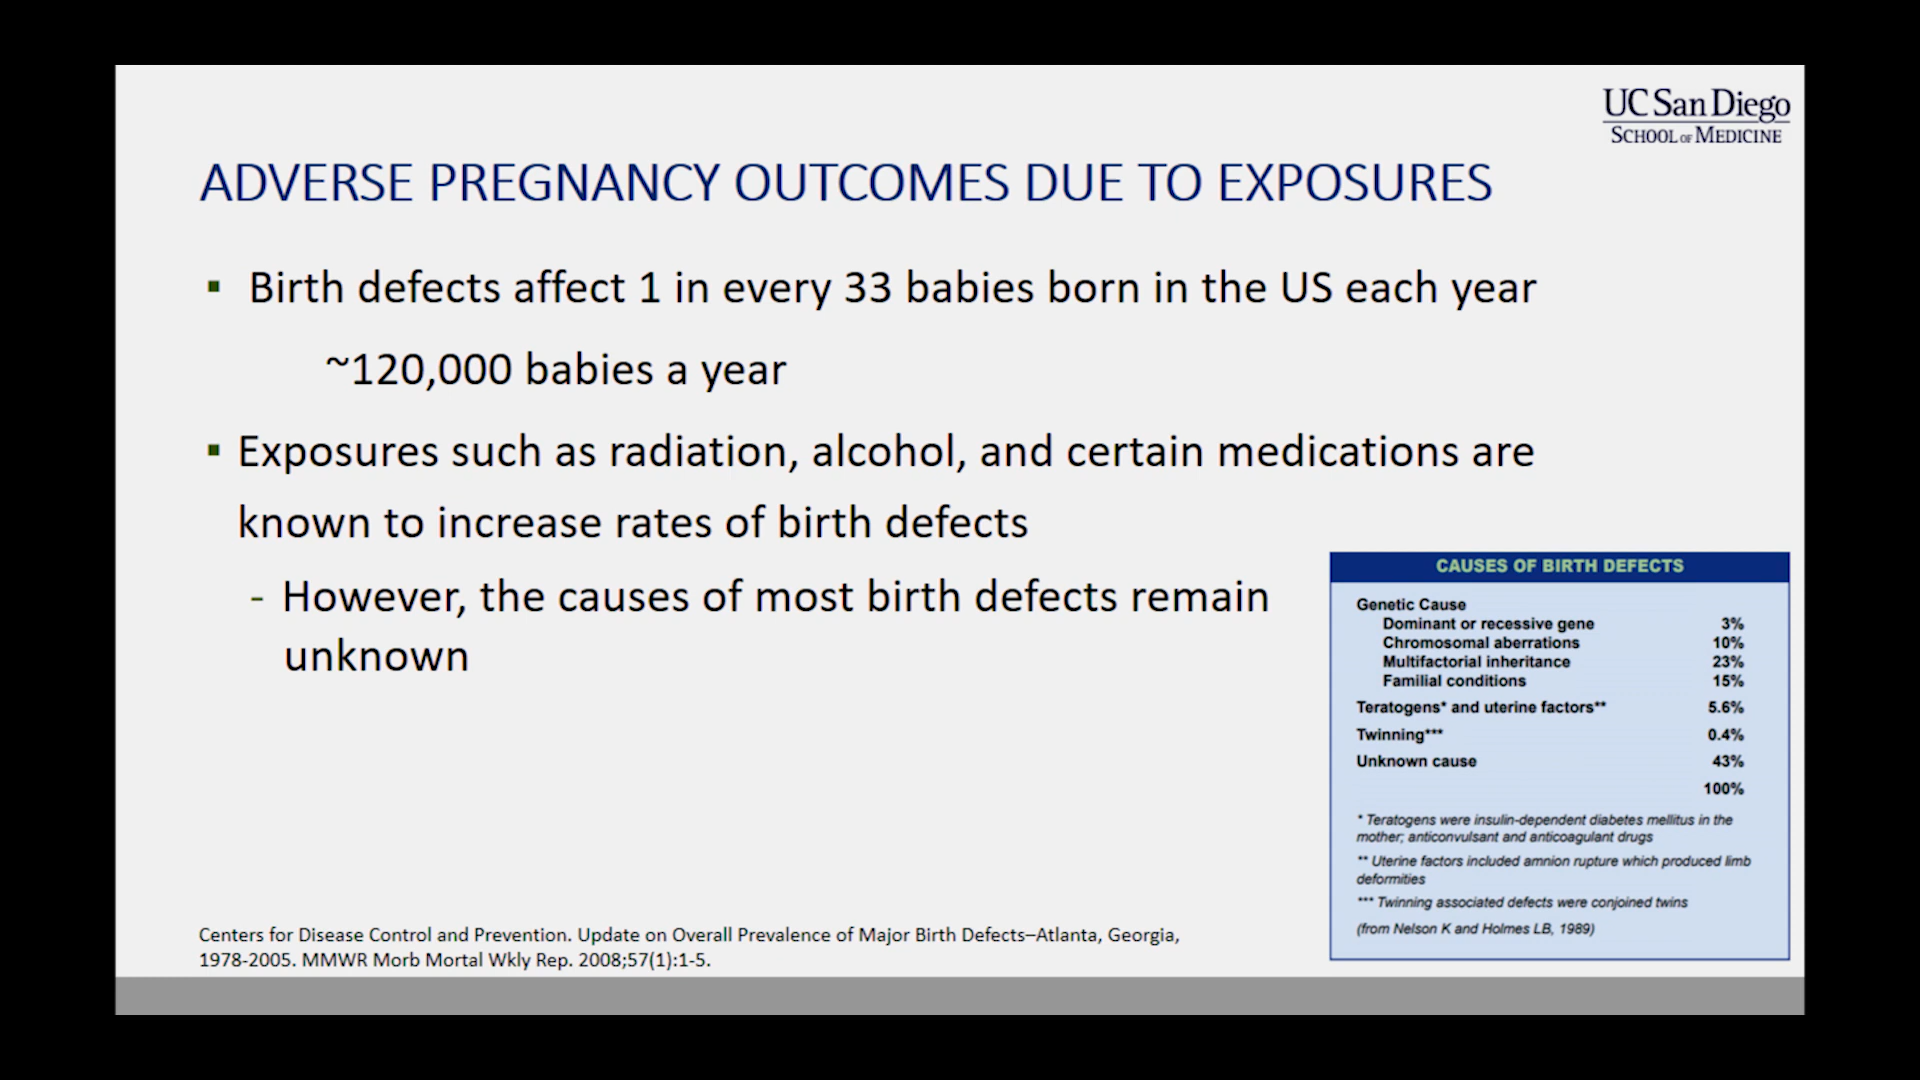 UC San Diego
SCHOOL OF MEDICINE
ADVERSE PREGNANCY OUTCOMES DUE TO EXPOSURES
▪ Birth defects affect 1 in every 33 babies born in the US each year
~120,000 babies a year
▪ Exposures such as radiation, alcohol, and certain medications are
known to increase rates of birth defects
- However, the causes of most birth defects remain
unknown
CAUSES OF BIRTH DEFECTS
Genetic Cause
Dominant or recessive gene 3%
Chromosomal aberrations 10%
Multifactorial inheritance 23%
Familial conditions 15%
Teratogens* and uterine factors** 5.6%
Twinning*** 0.4%
Unknown cause 43%
100%
* Teratogens were insulin-dependent diabetes mellitus in the
mother; anticonvulsant and anticoagulant drugs
** Uterine factors included amnion rupture which produced limb
deformities
*** Twinning associated defects were conjoined twins
(from Nelson K and Holmes LB, 1989)
Centers for Disease Control and Prevention. Update on Overall Prevalence of Major Birth Defects–Atlanta, Georgia,
1978-2005. MMWR Morb Mortal Wkly Rep. 2008;57(1):1-5.